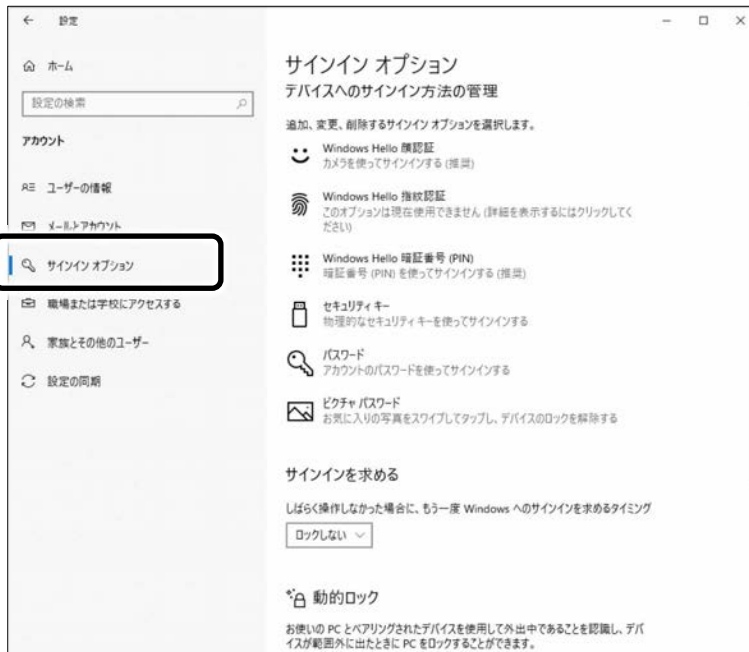 設定
ホーム
設定の検索
アカウント
ユーザーの情報
メールとアカウント
サインイン オプション
職場または学校にアクセスする
家族とその他のユーザー
設定の同期
サインイン オプション
デバイスへのサインイン方法の管理
追加、変更、削除するサインイン オプションを選択します。
Windows Hello 顔認証
カメラを使ってサインインする (推奨)
Windows Hello 指紋認証
このオプションは現在使用できません (詳細を表示するにはクリックしてく
ださい)
Windows Hello 暗証番号 (PIN)
暗証番号 (PIN) を使ってサインインする (推奨)
セキュリティ キー
物理的なセキュリティ キーを使ってサインインする
パスワード
アカウントのパスワードを使ってサインインする
ピクチャ パスワード
お気に入りの写真をスワイプしてタップし、デバイスのロックを解除する
サインインを求める
しばらく操作しなかった場合に、もう一度 Windows へのサインインを求めるタイミング
ロックしない
動的ロック
お使いの PC とペアリングされたデバイスを使用して外出中であることを認識し、デバ
イスが範囲外に出たときに PC をロックすることができます。